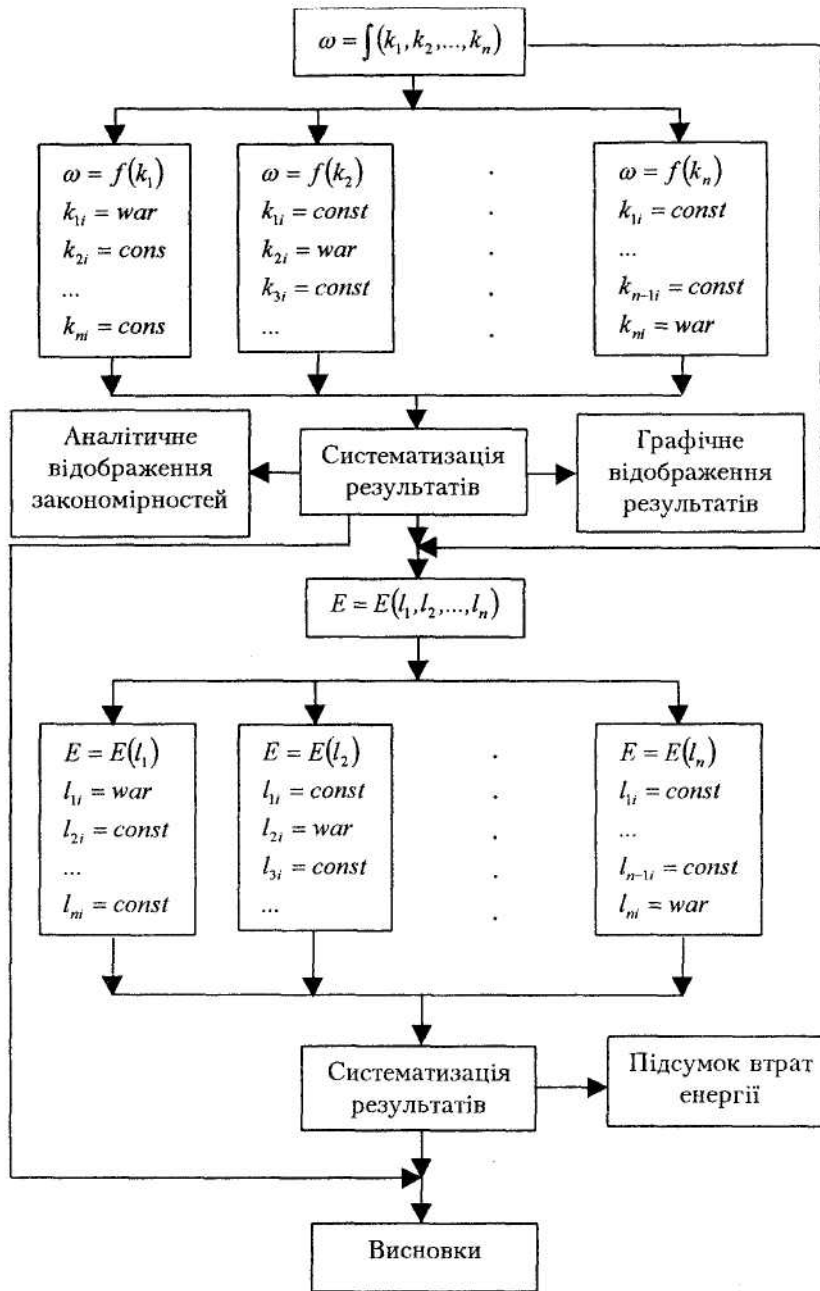 ω = ∫(k₁, k₂, ..., kₙ)
ω = f(k₁)
k₁ᵢ = war
k₂ᵢ = cons
...
kₙᵢ = cons
ω = f(k₂)
k₁ᵢ = const
k₂ᵢ = war
k₃ᵢ = const
...
.
.
.
.
.
ω = f(kₙ)
k₁ᵢ = const
...
kₙ₋₁ᵢ = const
kₙᵢ = war
Аналітичне
відображення
закономірностей
Систематизація
результатів
Графічне
відображення
результатів
E = E(l₁, l₂, ..., lₙ)
E = E(l₁)
l₁ᵢ = war
l₂ᵢ = const
...
lₙᵢ = const
E = E(l₂)
l₁ᵢ = const
l₂ᵢ = war
l₃ᵢ = const
...
.
.
.
.
.
E = E(lₙ)
l₁ᵢ = const
...
lₙ₋₁ᵢ = const
lₙᵢ = war
Систематизація
результатів
Підсумок втрат
енергії
Висновки